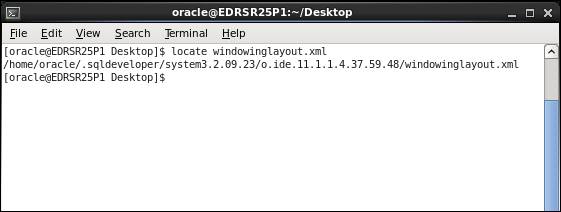 oracle@EDRSR25P1:~/Desktop
File Edit View Search Terminal Help
[oracle@EDRSR25P1 Desktop]$ locate windowinglayout.xml
/home/oracle/.sqldeveloper/system3.2.09.23/o.ide.11.1.1.4.37.59.48/windowinglayout.xml
[oracle@EDRSR25P1 Desktop]$